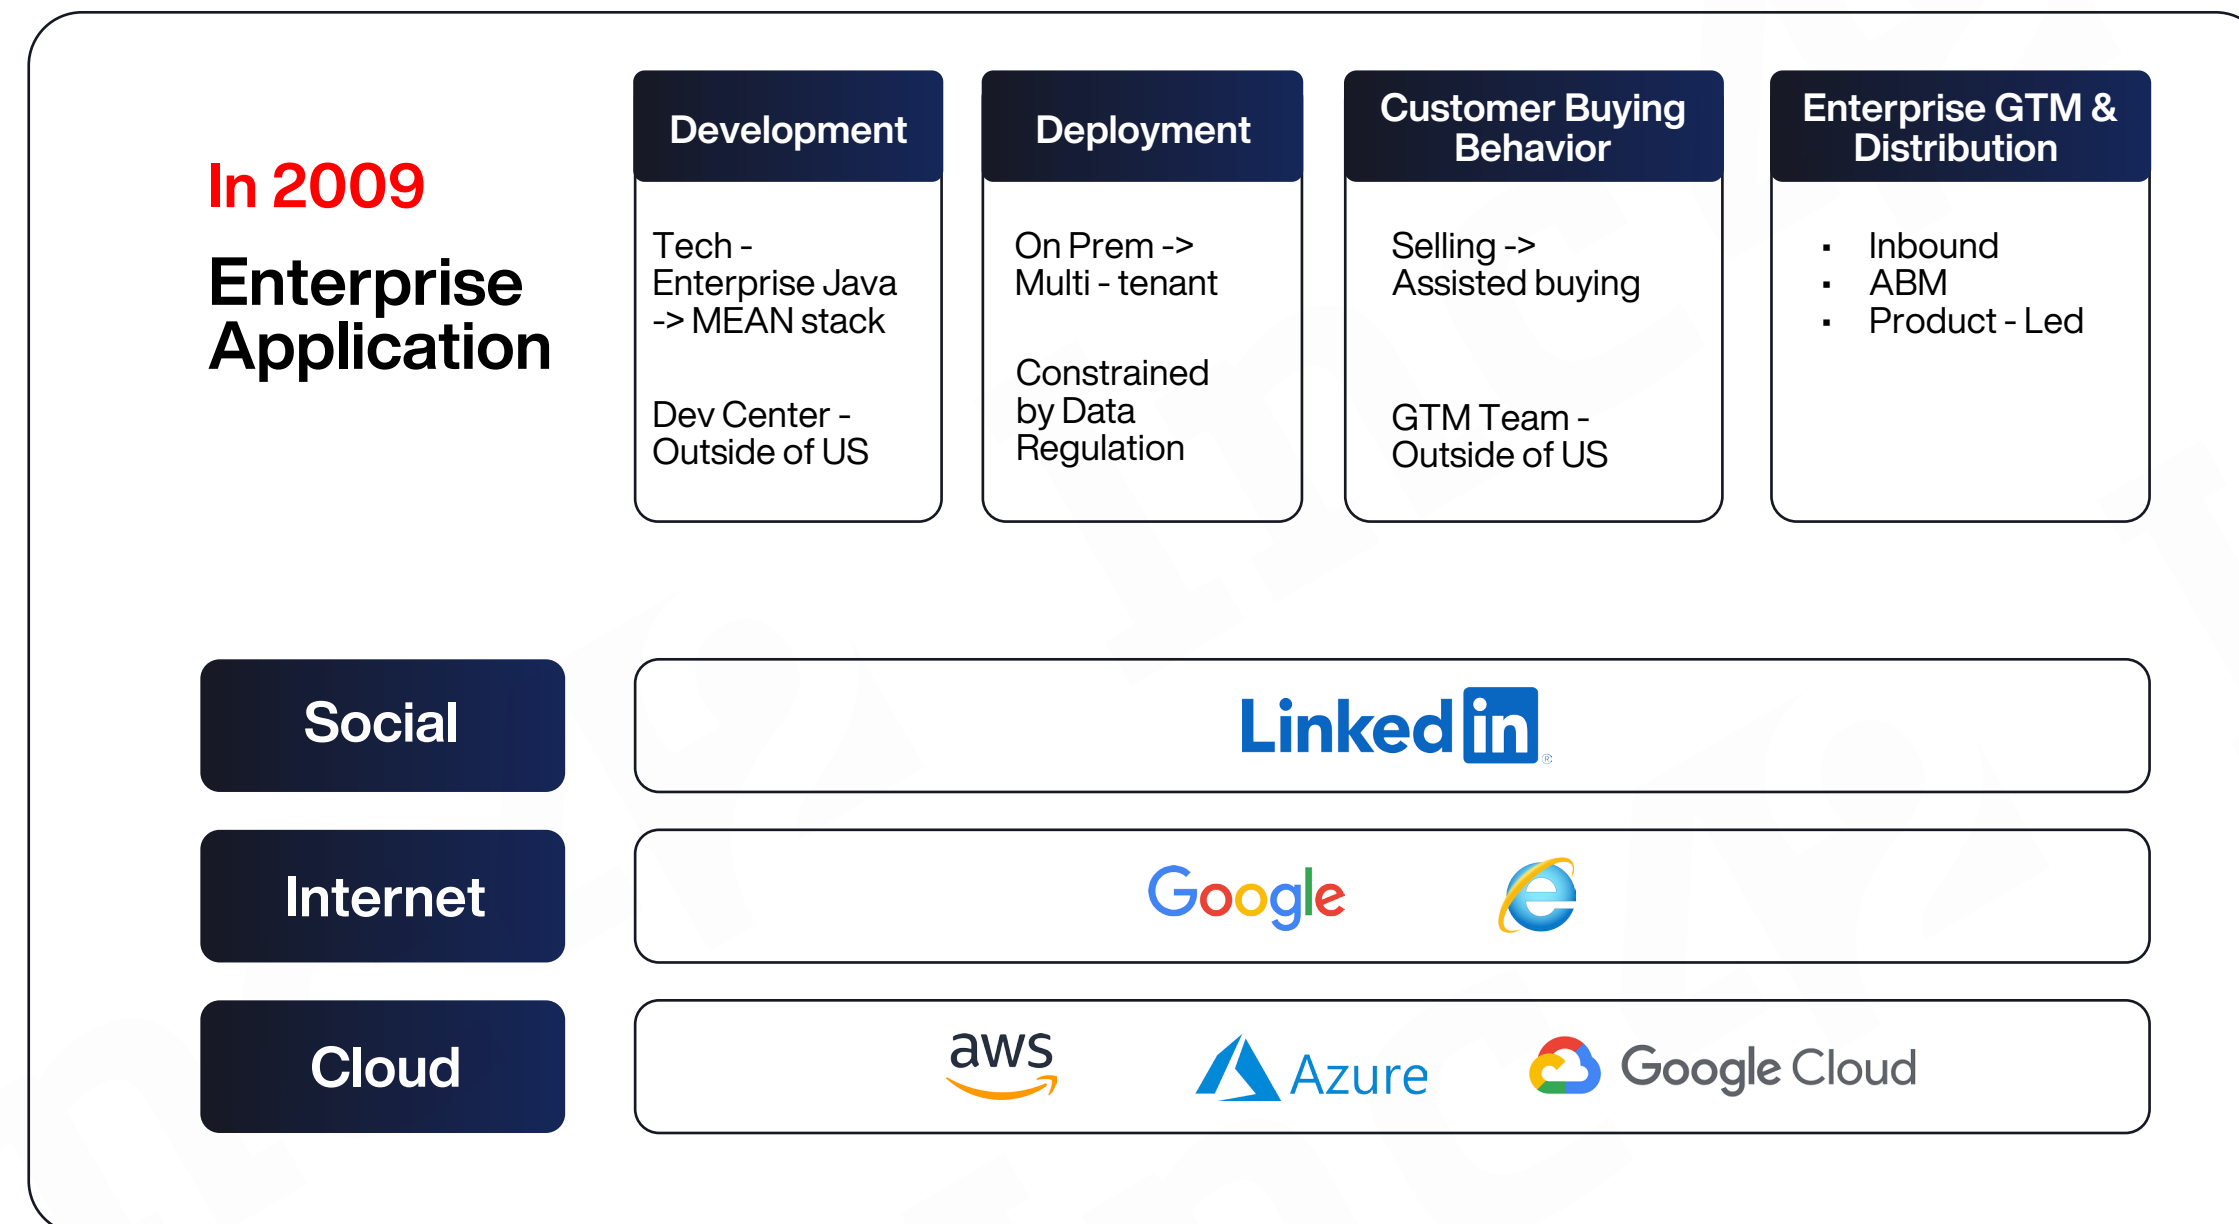 In 2009
Enterprise
Application
Development
Tech -
Enterprise Java
-> MEAN stack
Dev Center -
Outside of US
Deployment
On Prem ->
Multi - tenant
Constrained
by Data
Regulation
Customer Buying
Behavior
Selling ->
Assisted buying
GTM Team -
Outside of US
Enterprise GTM &
Distribution
▪ Inbound
▪ ABM
▪ Product - Led
Social
Linked in ®
Internet
Google
Cloud
aws
Azure
Google Cloud